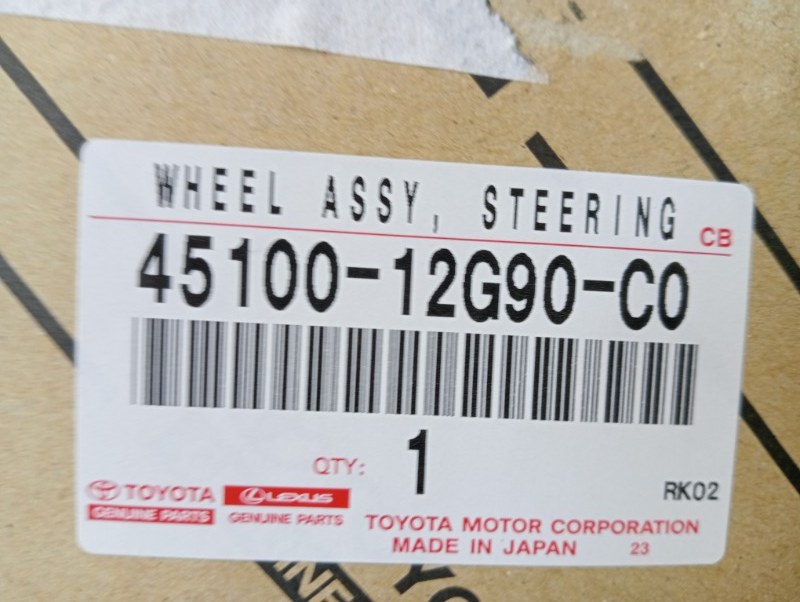 WHEEL ASSY, STEERING
CB
45100-12G90-C0
QTY: 1
RK02
TOYOTA LEXUS
GENUINE PARTS GENUINE PARTS
TOYOTA MOTOR CORPORATION
MADE IN JAPAN 23